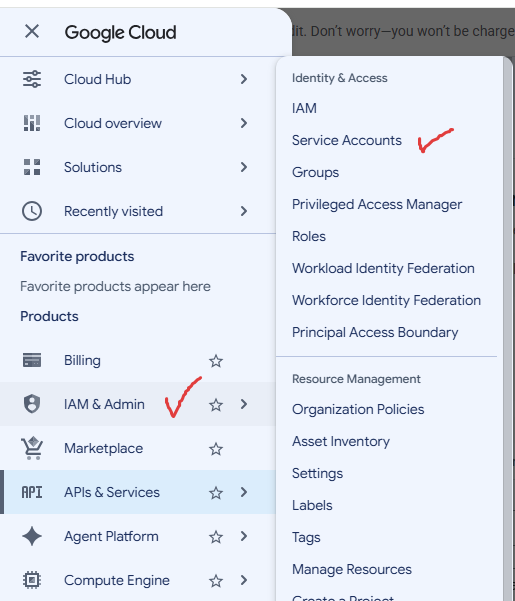 Google Cloud
dit. Don't worry—you won't be charge
Cloud Hub
Cloud overview
Solutions
Recently visited
Favorite products
Favorite products appear here
Products
Billing
IAM & Admin
Marketplace
API APIs & Services
Agent Platform
Compute Engine
Identity & Access
IAM
Service Accounts
Groups
Privileged Access Manager
Roles
Workload Identity Federation
Workforce Identity Federation
Principal Access Boundary
Resource Management
Organization Policies
Asset Inventory
Settings
Labels
Tags
Manage Resources
Create a Project